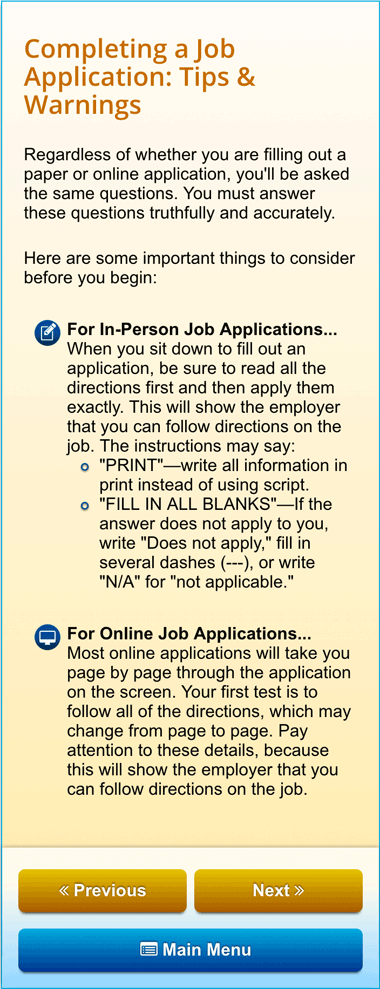 Completing a Job
Application: Tips &
Warnings
Regardless of whether you are filling out a
paper or online application, you'll be asked
the same questions. You must answer
these questions truthfully and accurately.
Here are some important things to consider
before you begin:
For In-Person Job Applications...
When you sit down to fill out an
application, be sure to read all the
directions first and then apply them
exactly. This will show the employer
that you can follow directions on the
job. The instructions may say:
"PRINT"—write all information in
print instead of using script.
"FILL IN ALL BLANKS"—If the
answer does not apply to you,
write "Does not apply," fill in
several dashes (---), or write
"N/A" for "not applicable."
For Online Job Applications...
Most online applications will take you
page by page through the application
on the screen. Your first test is to
follow all of the directions, which may
change from page to page. Pay
attention to these details, because
this will show the employer that you
can follow directions on the job.
« Previous
Next »
Main Menu